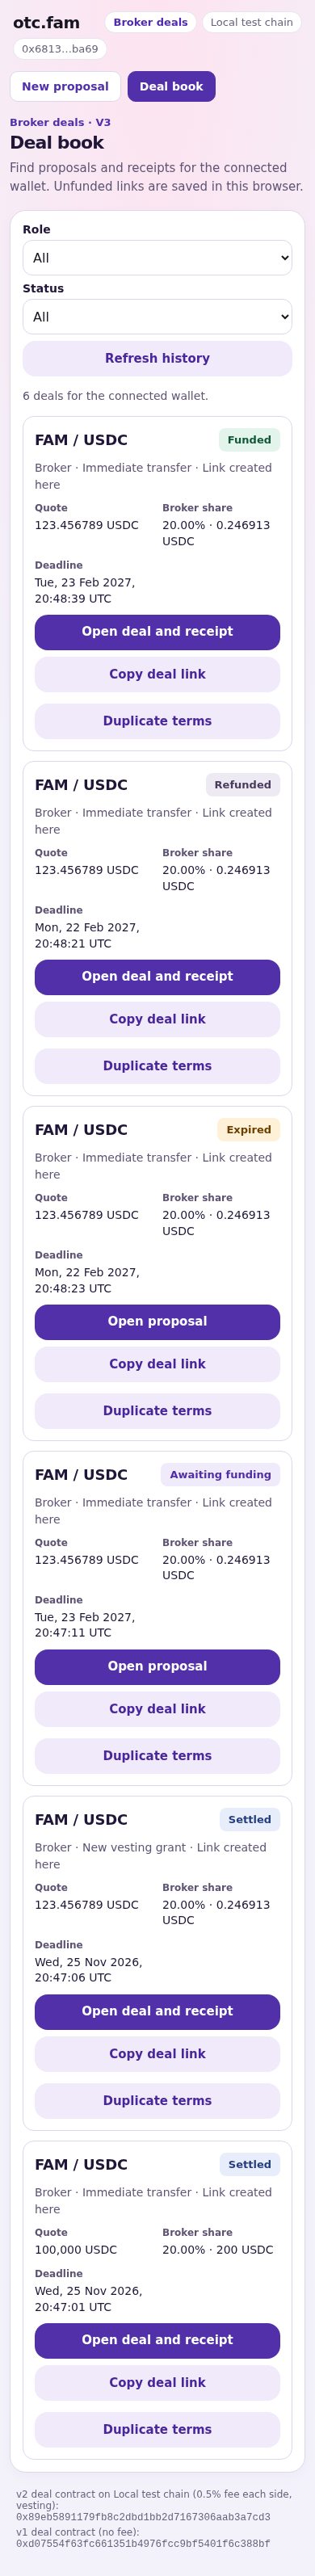 otc.fam
Broker deals
Local test chain
0x6813…ba69
New proposal
Deal book
Broker deals · V3
Deal book
Find proposals and receipts for the connected
wallet. Unfunded links are saved in this browser.
Role
All
Status
All
Refresh history
6 deals for the connected wallet.
FAM / USDC
Funded
Broker · Immediate transfer · Link created
here
Quote
Broker share
123.456789 USDC
20.00% · 0.246913
USDC
Deadline
Tue, 23 Feb 2027,
20:48:39 UTC
Open deal and receipt
Copy deal link
Duplicate terms
FAM / USDC
Refunded
Broker · Immediate transfer · Link created
here
Quote
Broker share
123.456789 USDC
20.00% · 0.246913
USDC
Deadline
Mon, 22 Feb 2027,
20:48:21 UTC
Open deal and receipt
Copy deal link
Duplicate terms
FAM / USDC
Expired
Broker · Immediate transfer · Link created
here
Quote
Broker share
123.456789 USDC
20.00% · 0.246913
USDC
Deadline
Mon, 22 Feb 2027,
20:48:23 UTC
Open proposal
Copy deal link
Duplicate terms
FAM / USDC
Awaiting funding
Broker · Immediate transfer · Link created
here
Quote
Broker share
123.456789 USDC
20.00% · 0.246913
USDC
Deadline
Tue, 23 Feb 2027,
20:47:11 UTC
Open proposal
Copy deal link
Duplicate terms
FAM / USDC
Settled
Broker · New vesting grant · Link created
here
Quote
Broker share
123.456789 USDC
20.00% · 0.246913
USDC
Deadline
Wed, 25 Nov 2026,
20:47:06 UTC
Open deal and receipt
Copy deal link
Duplicate terms
FAM / USDC
Settled
Broker · Immediate transfer · Link created
here
Quote
Broker share
100,000 USDC
20.00% · 200 USDC
Deadline
Wed, 25 Nov 2026,
20:47:01 UTC
Open deal and receipt
Copy deal link
Duplicate terms
v2 deal contract on Local test chain (0.5% fee each side,
vesting):
0x89eb5891179fb8c2dbd1bb2d7167306aab3a7cd3
v1 deal contract (no fee):
0xd07554f63fc661351b4976fcc9bf5401f6c388bf